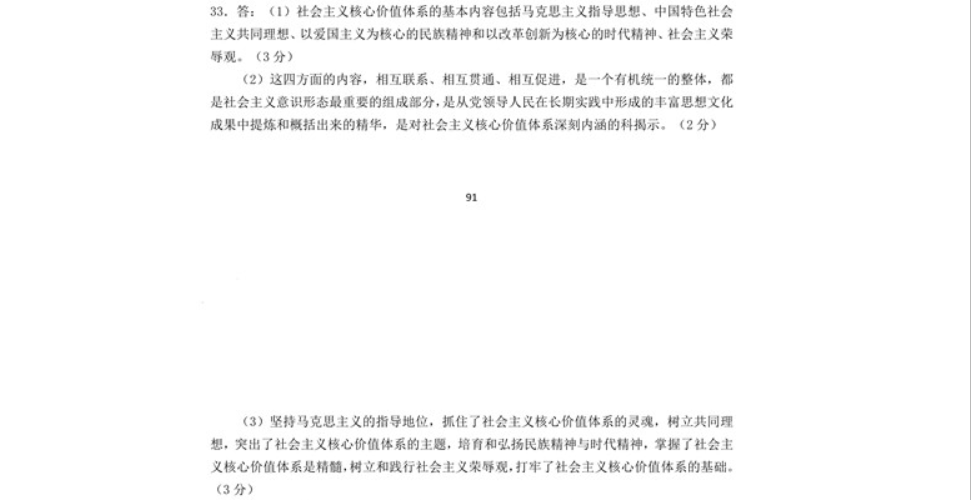 33. 答:（1）社会主义核心价值体系的基本内容包括马克思主义指导思想、中国特色社会
主义共同理想、以爱国主义为核心的民族精神和以改革创新为核心的时代精神、社会主义荣
辱观。（3 分）
（2）这四方面的内容，相互联系、相互贯通、相互促进，是一个有机统一的整体，都
是社会主义意识形态最重要的组成部分，是从党领导人民在长期实践中形成的丰富思想文化
成果中提炼和概括出来的精华，是对社会主义核心价值体系深刻内涵的科揭示。（2 分）
91
（3）坚持马克思主义的指导地位，抓住了社会主义核心价值体系的灵魂，树立共同理
想，突出了社会主义核心价值体系的主题，培育和弘扬民族精神与时代精神，掌握了社会主
义核心价值体系是精髓，树立和践行社会主义荣辱观，打牢了社会主义核心价值体系的基础。
（3 分）